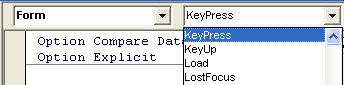 Form
KeyPress
Option Compare Dat
KeyPress
KeyUp
Option Explicit
Load
LostFocus